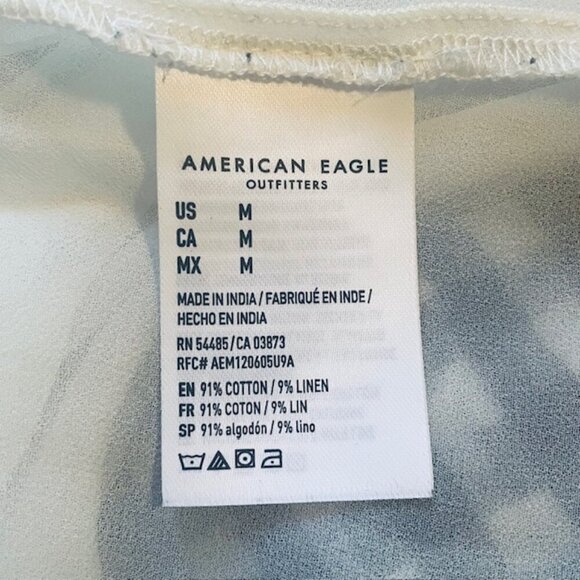 AMERICAN EAGLE
OUTFITTERS
US M
CA M
MX M
MADE IN INDIA / FABRIQUÉ EN INDE /
HECHO EN INDIA
RN 54485/CA 03873
RFC# AEM120605U9A
EN 91% COTTON / 9% LINEN
FR 91% COTON / 9% LIN
SP 91% algodón / 9% lino